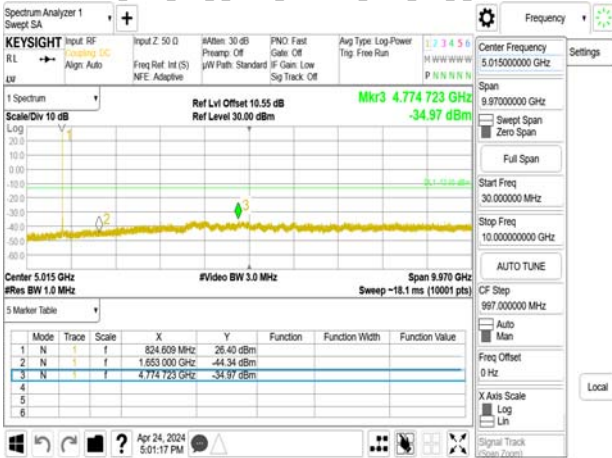 Spectrum Analyzer 1
Swept SA
+
Frequency
KEYSIGHT
RL
Input: RF
Coupling: DC
Align: Auto
Input Z: 50 Ω
Freq Ref: Int (S)
NFE: Adaptive
#Atten: 30 dB
Preamp: Off
µW Path: Standard
PNO: Fast
Gate: Off
IF Gain: Low
Sig Track: Off
Avg Type: Log-Power
Trig: Free Run
1 2 3 4 5 6
M W W W W W
P N N N N N
1 Spectrum
Scale/Div 10 dB
Ref Lvl Offset 10.55 dB
Ref Level 30.00 dBm
Mkr3 4.774 723 GHz
-34.97 dBm
Log
20.0
10.0
0.00
-10.0
-20.0
-30.0
-40.0
-50.0
-60.0
1
2
3
Center 5.015 GHz
#Res BW 1.0 MHz
#Video BW 3.0 MHz
Span 9.970 GHz
Sweep ~18.1 ms (10001 pts)
5 Marker Table
Mode Trace Scale X Y Function Function Width Function Value
1 N 1 f 824.609 MHz 26.40 dBm
2 N 1 f 1.653 000 GHz -44.34 dBm
3 N 1 f 4.774 723 GHz -34.97 dBm
4
5
6
?
Apr 24, 2024
5:01:17 PM
Center Frequency
5.015000000 GHz
Settings
Span
9.97000000 GHz
Swept Span
Zero Span
Full Span
Start Freq
30.000000 MHz
Stop Freq
10.000000000 GHz
AUTO TUNE
CF Step
997.000000 MHz
Auto
Man
Freq Offset
0 Hz
X Axis Scale
Log
Lin
Local
Signal Track
(Span Zoom)